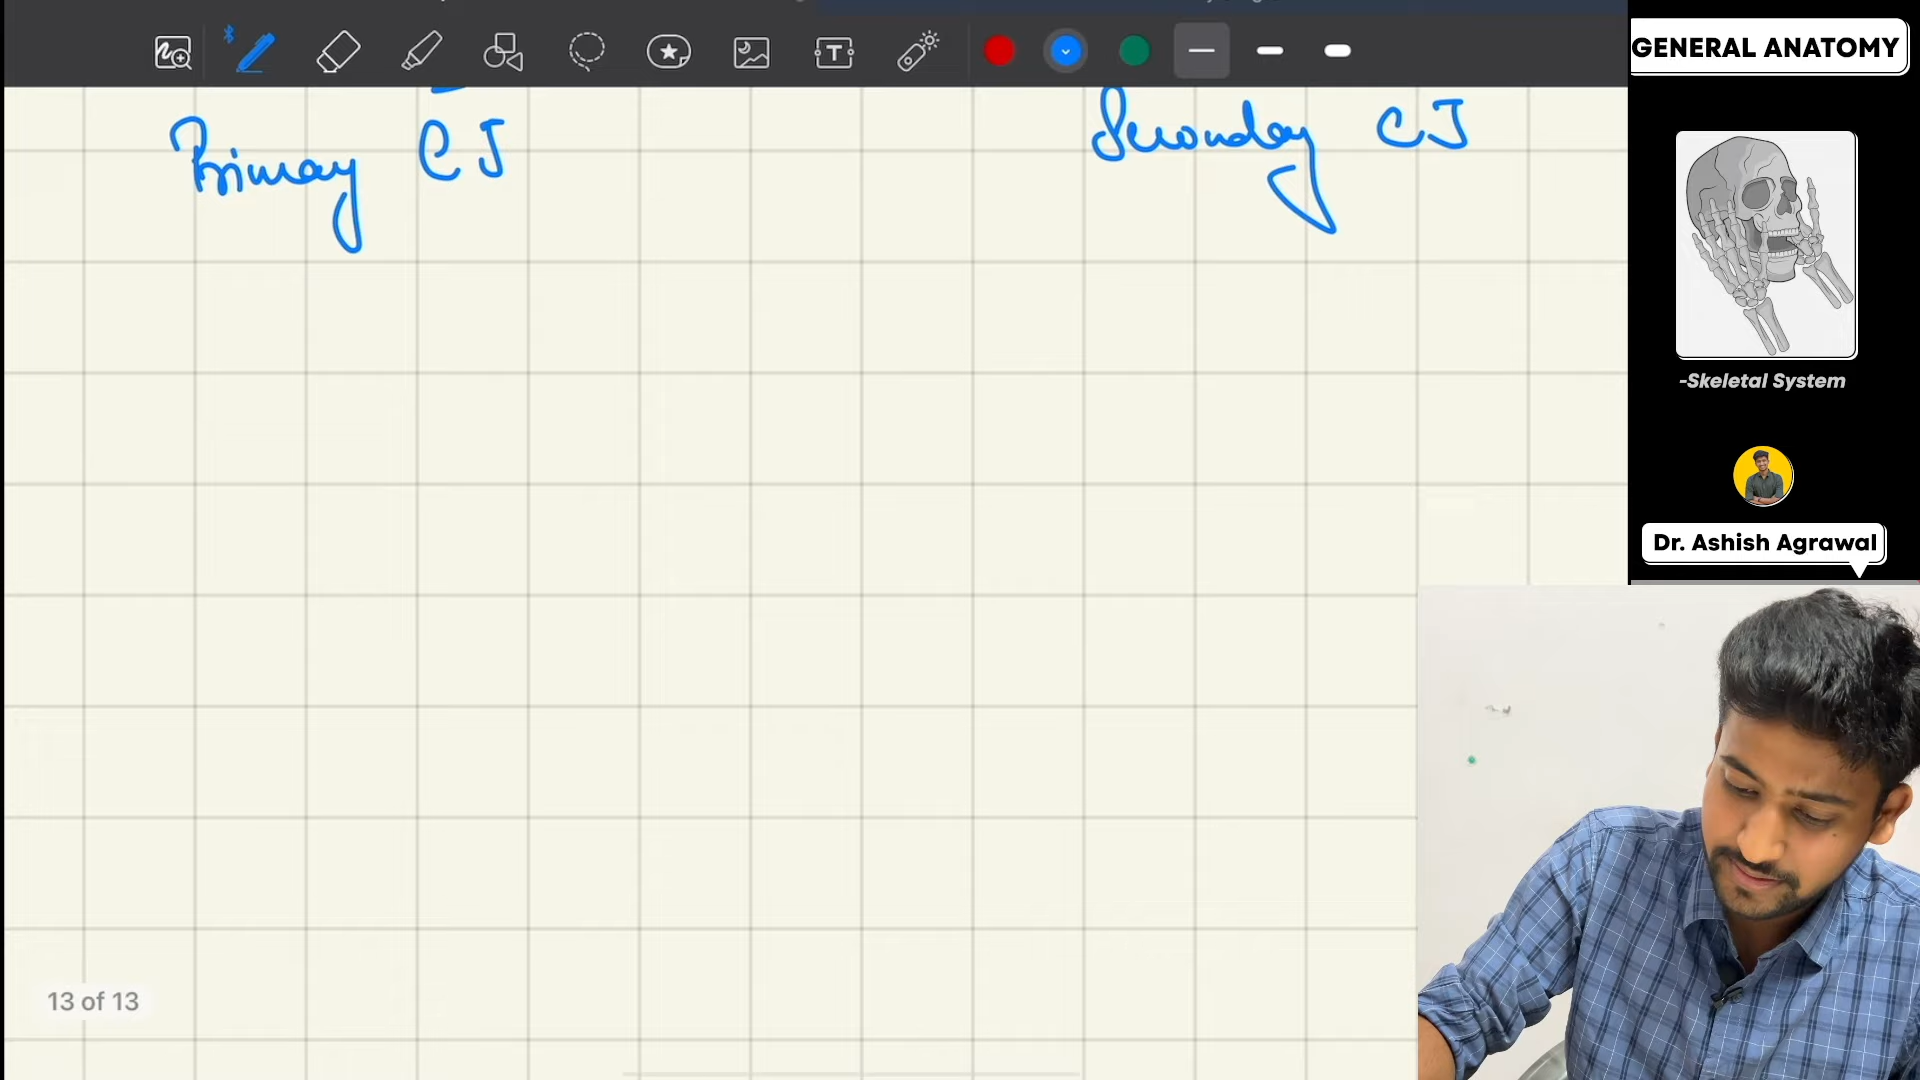 GENERAL ANATOMY
Primary CJ
Secondary CJ
-Skeletal System
Dr. Ashish Agrawal
13 of 13